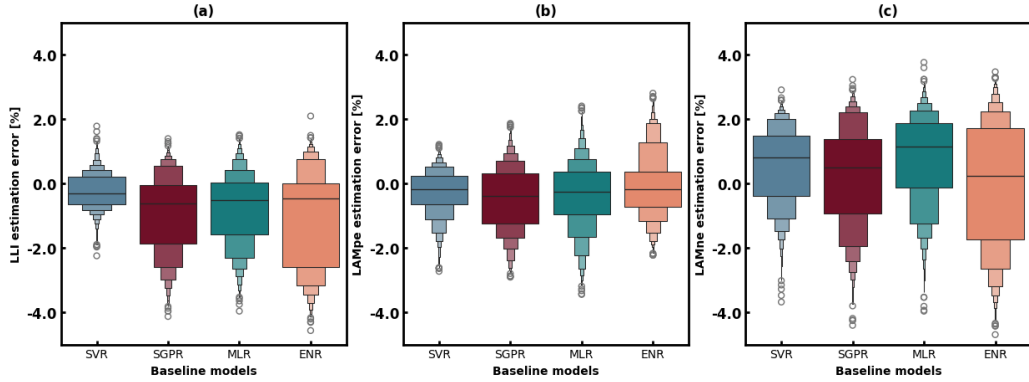 (a)
LLI estimation error [%]
4.0
2.0
0.0
-2.0
-4.0
SVR SGPR MLR ENR
Baseline models
(b)
LAMpe estimation error [%]
4.0
2.0
0.0
-2.0
-4.0
SVR SGPR MLR ENR
Baseline models
(c)
LAMne estimation error [%]
4.0
2.0
0.0
-2.0
-4.0
SVR SGPR MLR ENR
Baseline models